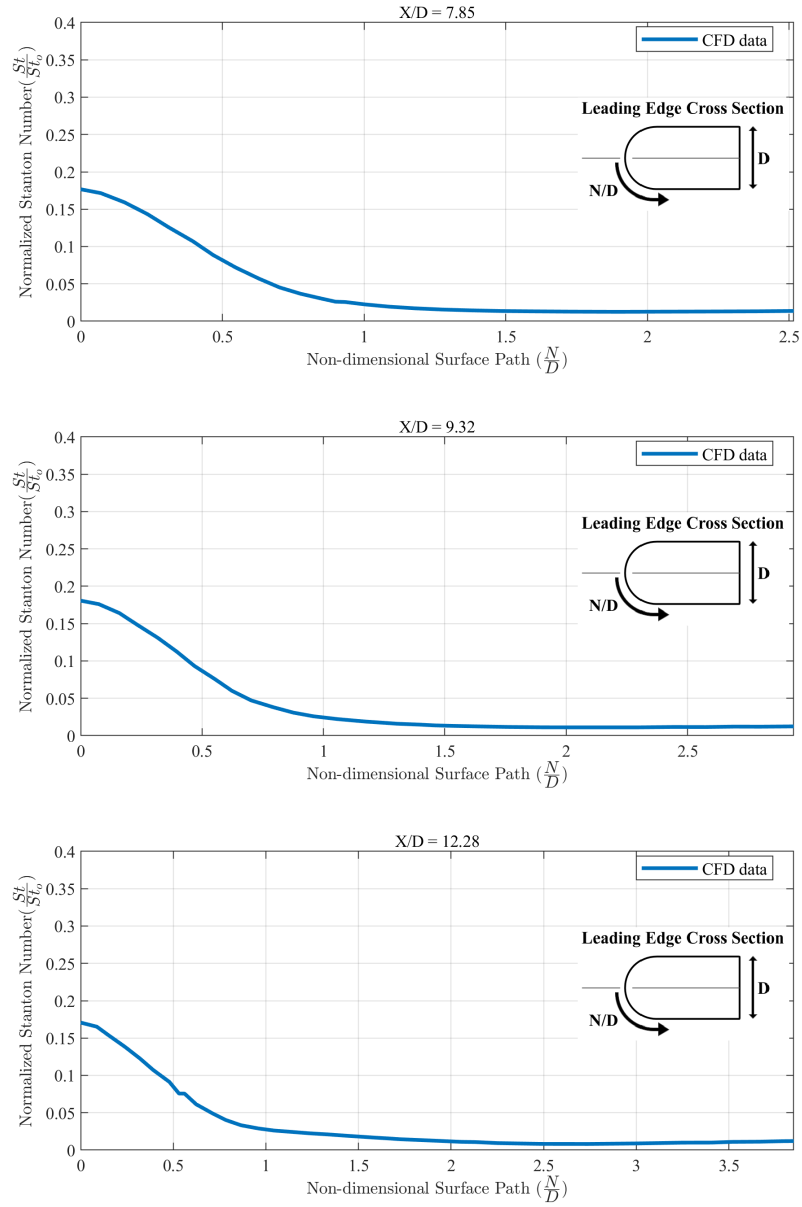 X/D = 7.85
0.4
0.35
0.3
0.25
0.2
0.15
0.1
0.05
0
Normalized Stanton Number(St/St_o)
CFD data
Leading Edge Cross Section
D
N/D
0 0.5 1 1.5 2 2.5
Non-dimensional Surface Path (N/D)
X/D = 9.32
0.4
0.35
0.3
0.25
0.2
0.15
0.1
0.05
0
Normalized Stanton Number(St/St_o)
CFD data
Leading Edge Cross Section
D
N/D
0 0.5 1 1.5 2 2.5
Non-dimensional Surface Path (N/D)
X/D = 12.28
0.4
0.35
0.3
0.25
0.2
0.15
0.1
0.05
0
Normalized Stanton Number(St/St_o)
CFD data
Leading Edge Cross Section
D
N/D
0 0.5 1 1.5 2 2.5 3 3.5
Non-dimensional Surface Path (N/D)